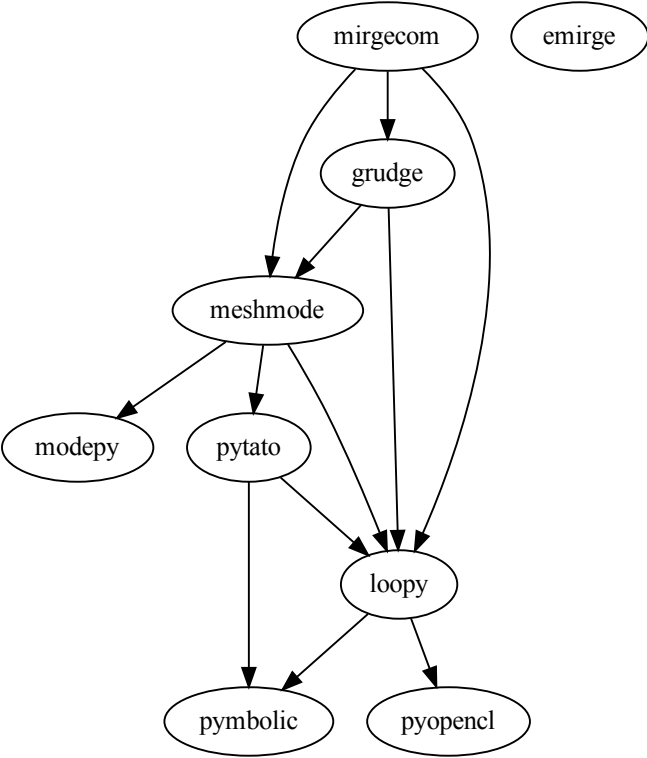 mirgecom
emirge
grudge
meshmode
modepy
pytato
loopy
pymbolic
pyopencl